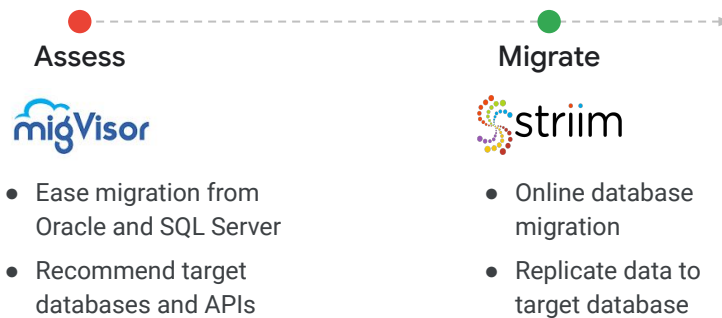 Assess
migVisor
● Ease migration from
Oracle and SQL Server
● Recommend target
databases and APIs
Migrate
striim
● Online database
migration
● Replicate data to
target database